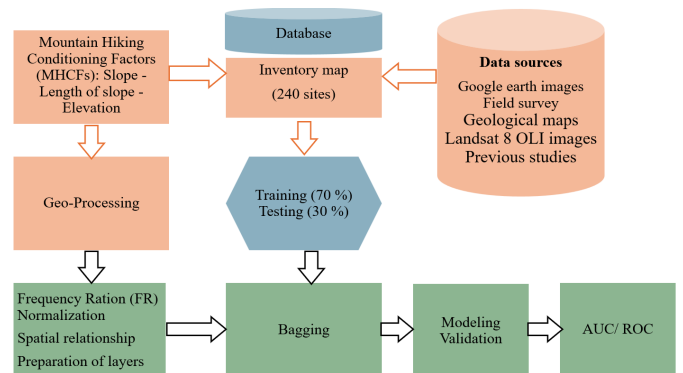 Mountain Hiking
Conditioning Factors
(MHCFs): Slope -
Length of slope -
Elevation
Database
Inventory map
(240 sites)
Data sources
Google earth images
Field survey
Geological maps
Landsat 8 OLI images
Previous studies
Geo-Processing
Training (70 %)
Testing (30 %)
Frequency Ration (FR)
Normalization
Spatial relationship
Preparation of layers
Bagging
Modeling
Validation
AUC/ ROC